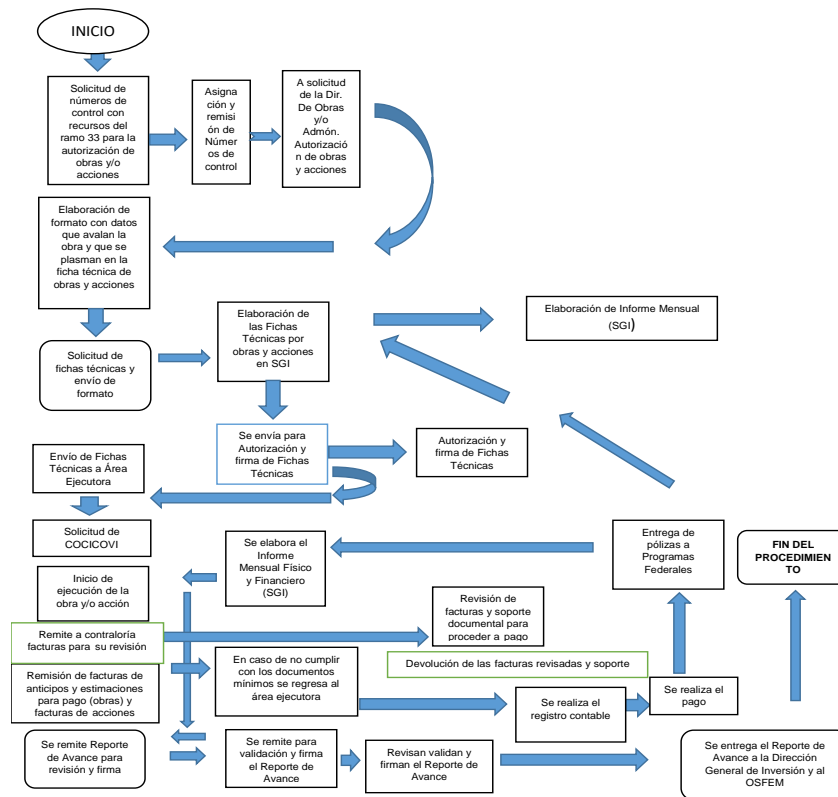 INICIO
Solicitud de
números de
control con
recursos del
ramo 33 para la
autorización de
obras y/o
acciones
Asigna
ción y
remisi
ón de
Númer
os de
control
A solicitud
de la Dir.
De Obras
y/o
Admón.
Autorizació
n de obras
y acciones
Elaboración de
formato con datos
que avalan la
obra y que se
plasman en la
ficha técnica de
obras y acciones
Elaboración de
las Fichas
Técnicas por
obras y acciones
en SGI
Elaboración de Informe Mensual
(SGI)
Solicitud de
fichas técnicas y
envío de
formato
Se envía para
Autorización y
firma de Fichas
Técnicas
Autorización y
firma de Fichas
Técnicas
Envío de Fichas
Técnicas a Área
Ejecutora
Solicitud de
COCICOVI
Se elabora el
Informe
Mensual Físico
y Financiero
(SGI)
Entrega de
pólizas a
Programas
Federales
FIN DEL
PROCEDIMIEN
TO
Inicio de
ejecución de la
obra y/o acción
Revisión de
facturas y soporte
documental para
proceder a pago
Remite a contraloría
facturas para su revisión
Remisión de facturas de
anticipos y estimaciones
para pago (obras) y
facturas de acciones
En caso de no cumplir
con los documentos
mínimos se regresa al
área ejecutora
Devolución de las facturas revisadas y soporte
Se realiza el
registro contable
Se realiza el
pago
Se remite Reporte
de Avance para
revisión y firma
Se remite para
validación y firma
el Reporte de
Avance
Revisan validan y
firman el Reporte de
Avance
Se entrega el Reporte de
Avance a la Dirección
General de Inversión y al
OSFEM